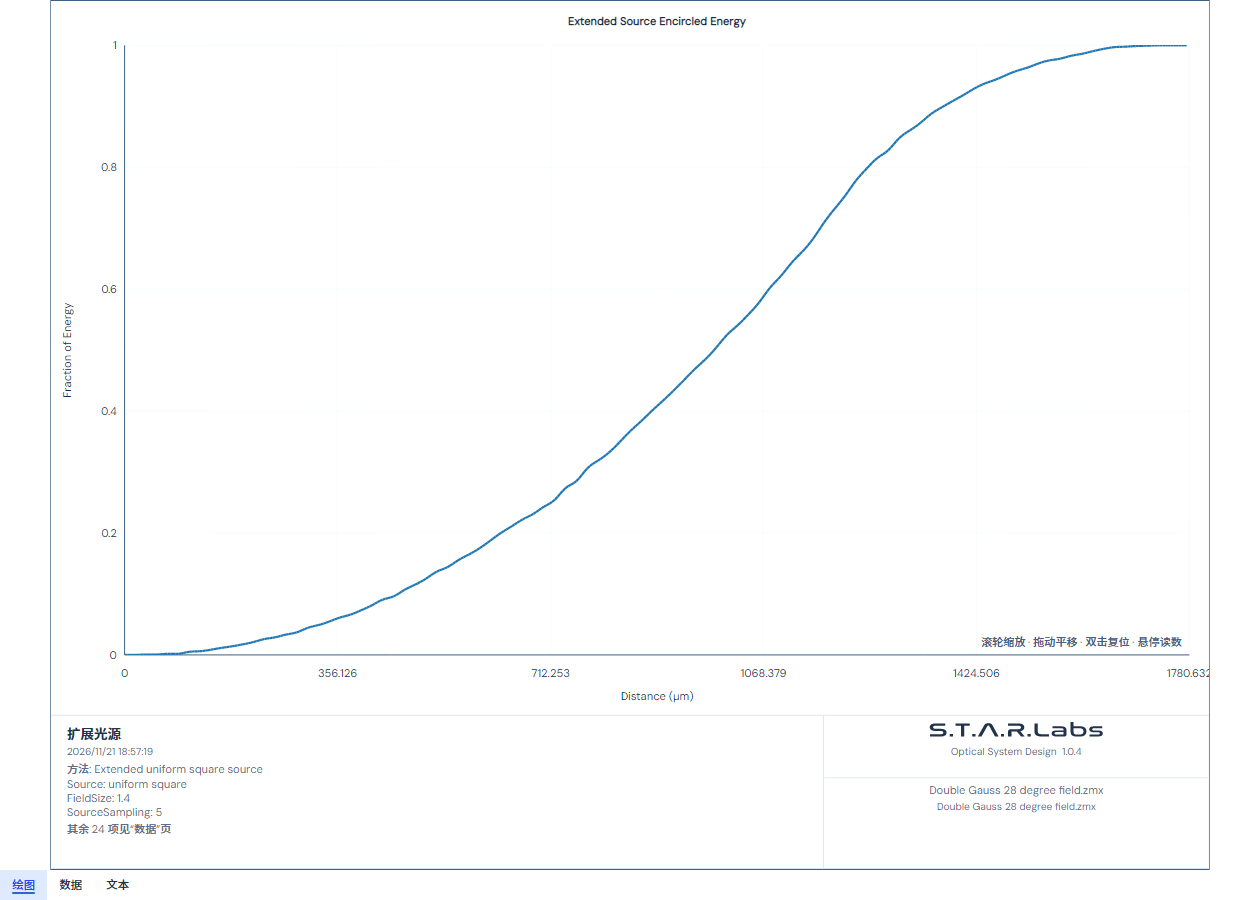 Extended Source Encircled Energy
1
0.8
0.6
0.4
0.2
0
Fraction of Energy
滚轮缩放 · 拖动平移 · 双击复位 · 悬停读数
0 356.126 712.253 1068.379 1424.506 1780.632
Distance (μm)
扩展光源
2026/11/21 18:57:19
方法: Extended uniform square source
Source: uniform square
FieldSize: 1.4
SourceSampling: 5
其余 24 项见“数据”页
S.T.A.R.Labs
Optical System Design 1.0.4
Double Gauss 28 degree field.zmx
Double Gauss 28 degree field.zmx
绘图 数据 文本